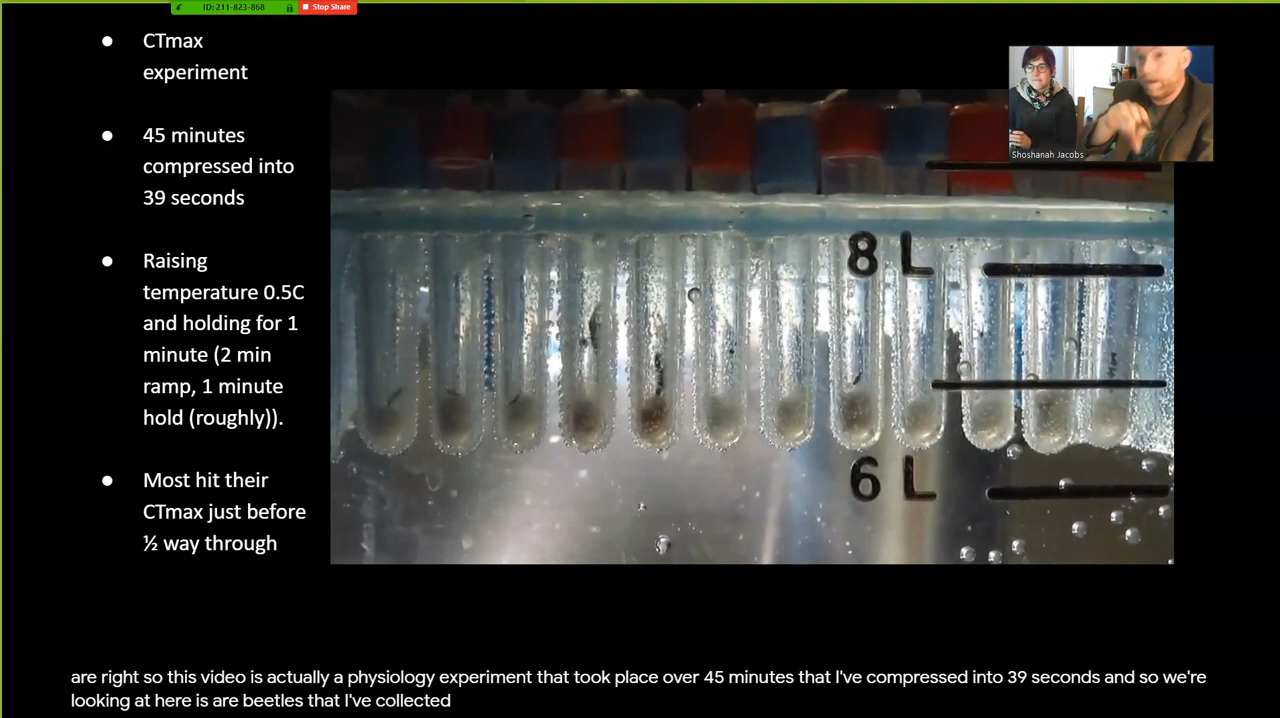 ID: 211-823-868 Stop Share
CTmax
experiment
45 minutes
compressed into
39 seconds
Raising
temperature 0.5C
and holding for 1
minute (2 min
ramp, 1 minute
hold (roughly)).
Most hit their
CTmax just before
½ way through
Shoshanah Jacobs
8 L
6 L
are right so this video is actually a physiology experiment that took place over 45 minutes that I've compressed into 39 seconds and so we're
looking at here is are beetles that I've collected